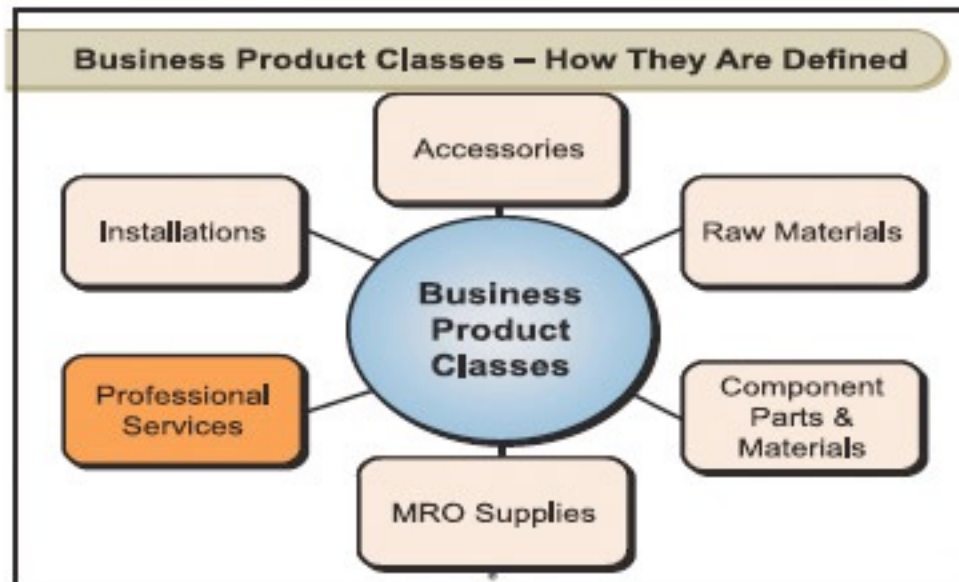 Business Product Classes – How They Are Defined
Accessories
Installations
Raw Materials
Business
Product
Classes
Professional
Services
Component
Parts &
Materials
MRO Supplies